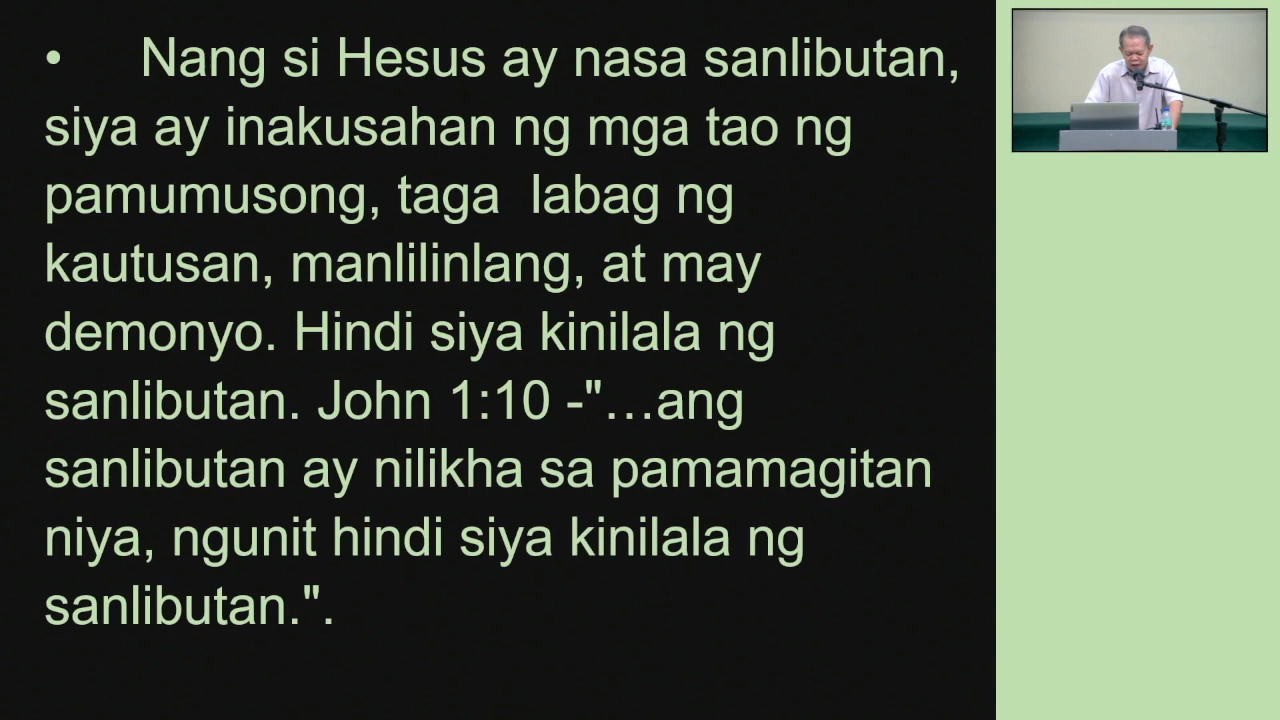 • Nang si Hesus ay nasa sanlibutan,
siya ay inakusahan ng mga tao ng
pamumusong, taga  labag ng
kautusan, manlilinlang, at may
demonyo. Hindi siya kinilala ng
sanlibutan. John 1:10 -"…ang
sanlibutan ay nilikha sa pamamagitan
niya, ngunit hindi siya kinilala ng
sanlibutan.".